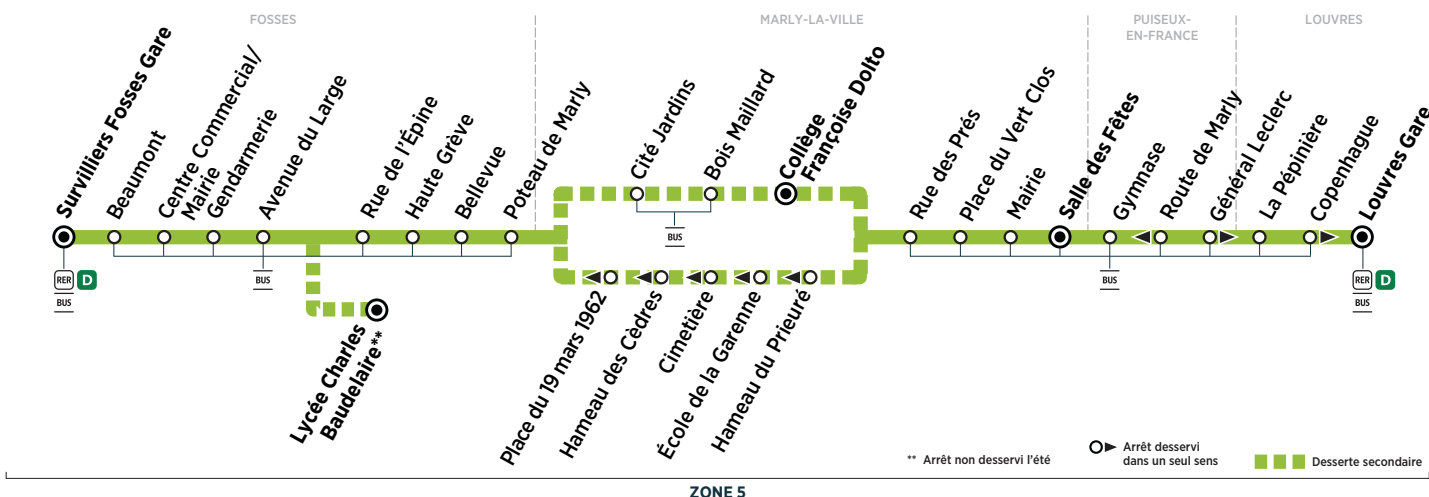 FOSSES
MARLY-LA-VILLE
PUISEUX-
EN-FRANCE
LOUVRES
Survilliers Fosses Gare
Beaumont
Centre Commercial/
Mairie
Gendarmerie
Avenue du Large
Rue de l'Épine
Haute Grève
Bellevue
Poteau de Marly
Cité Jardins
Bois Maillard
Collège
Françoise Dolto
Rue des Prés
Place du Vert Clos
Mairie
Salle des Fêtes
Gymnase
Route de Marly
Général Leclerc
La Pépinière
Copenhague
Louvres Gare
RER D
BUS
BUS
BUS
BUS
RER D
BUS
Lycée Charles
Baudelaire**
Place du 19 mars 1962
Hameau des Cèdres
Cimetière
École de la Garenne
Hameau du Prieuré
** Arrêt non desservi l'été
Arrêt desservi
dans un seul sens
Desserte secondaire
ZONE 5